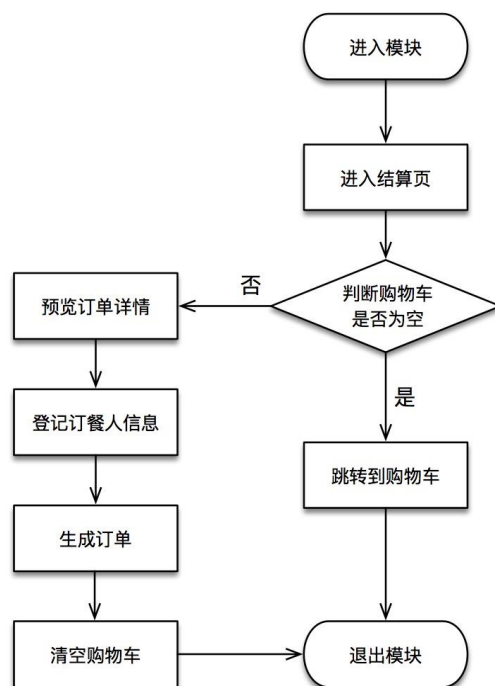 进入模块
进入结算页
判断购物车
是否为空
否
预览订单详情
是
登记订餐人信息
跳转到购物车
生成订单
清空购物车
退出模块